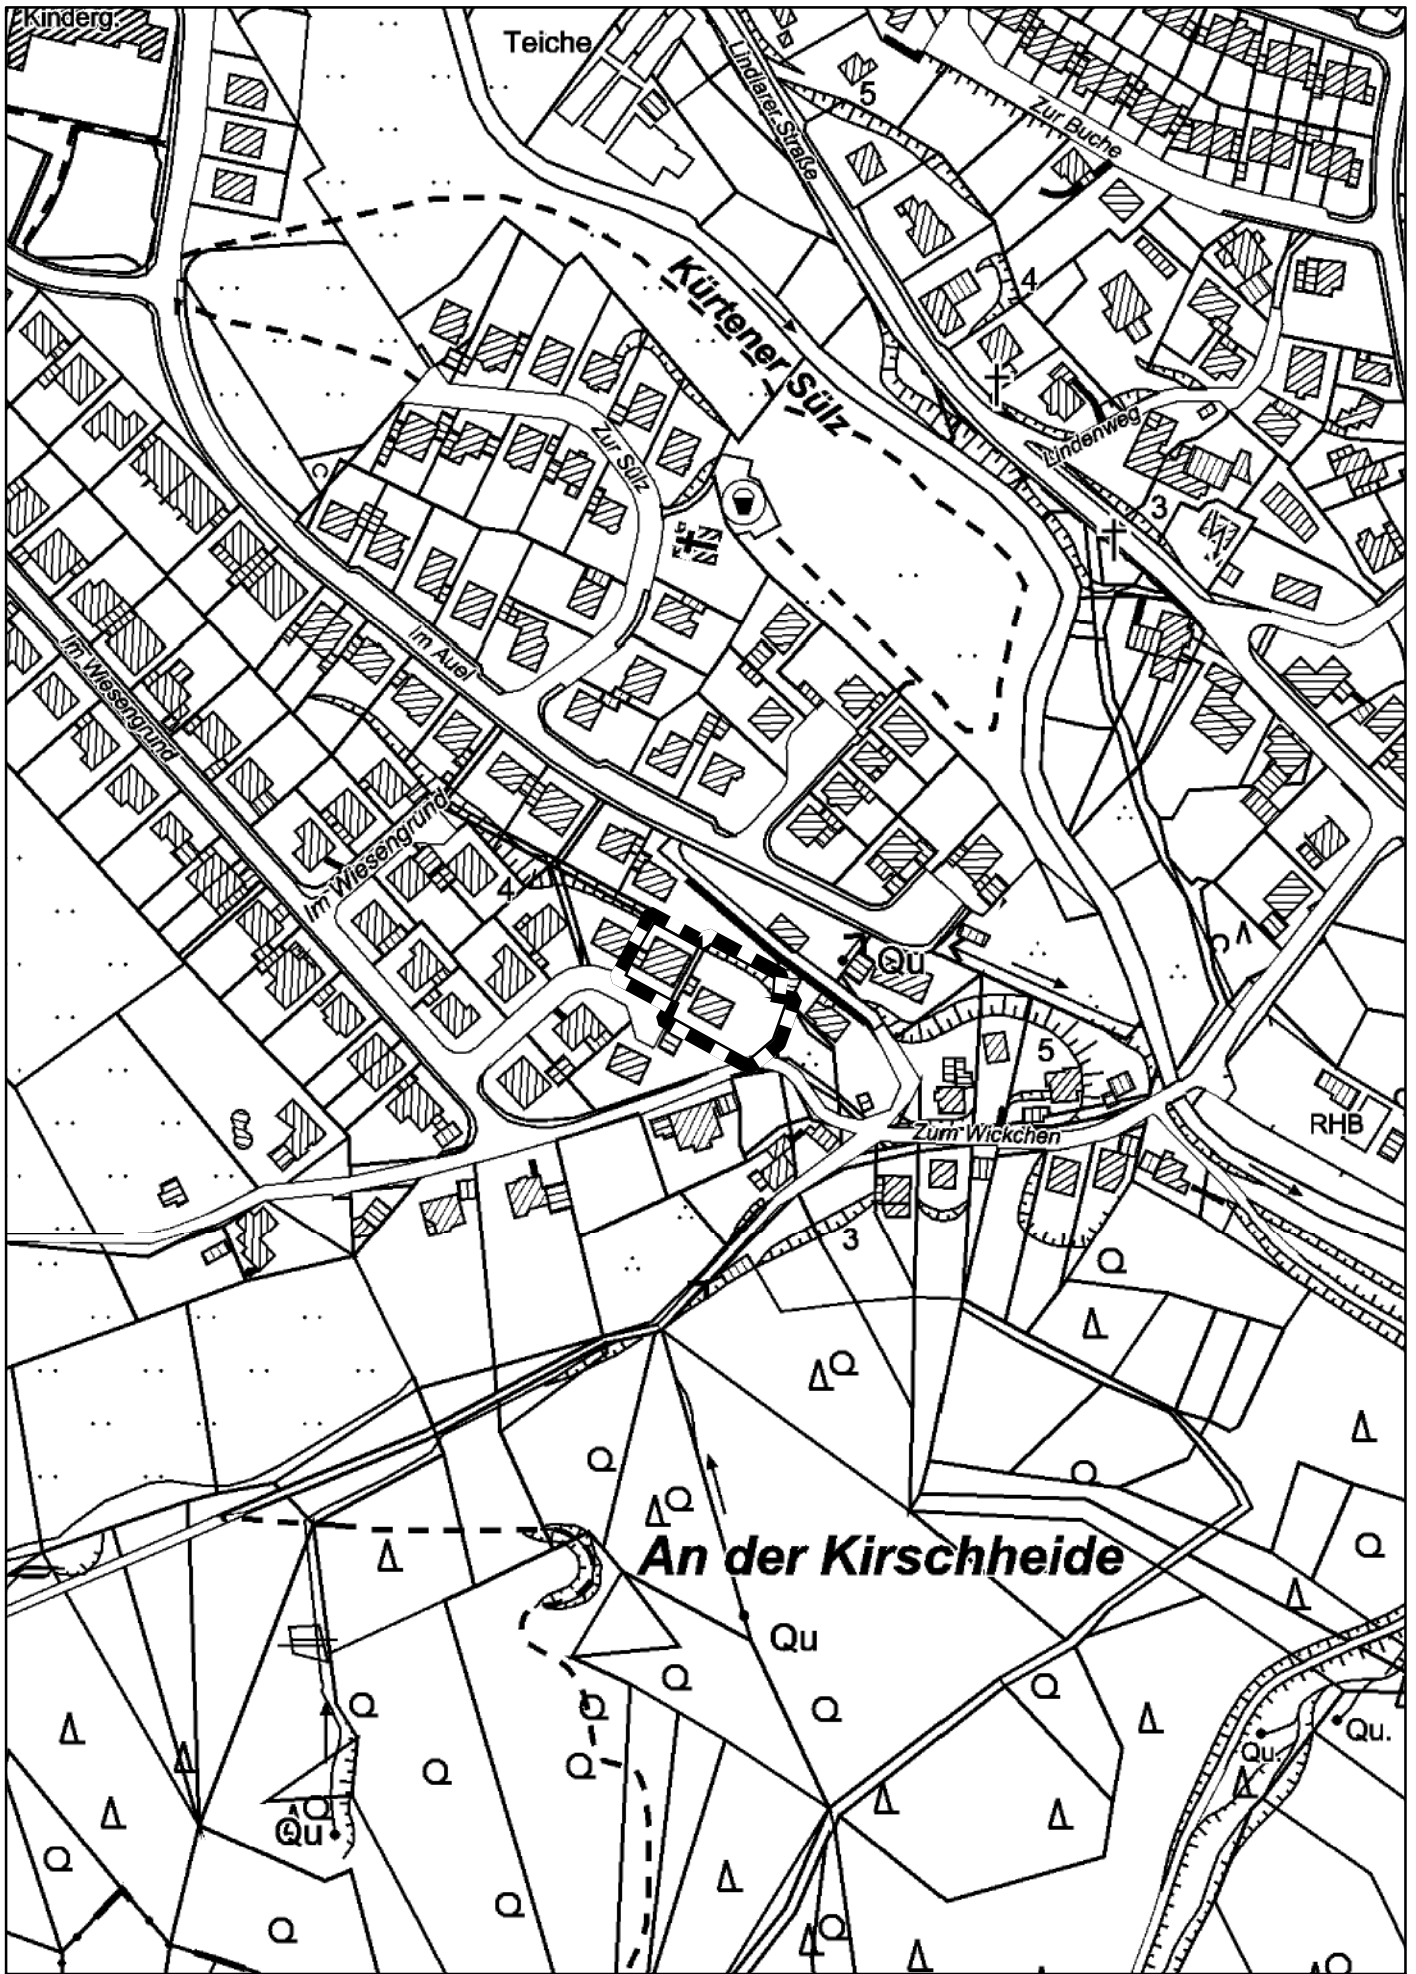 Kinderg.
Teiche
Lindlarer Straße
5
Zur Buche
4
Kürtener Sülz
Lindenweg
Zur Sülz
3
Im Auel
Im Wiesengrund
Im Wiesengrund
4
Qu
5
Zum Wickchen
RHB
3
An der Kirschheide
Qu
Qu.
Qu.
Qu